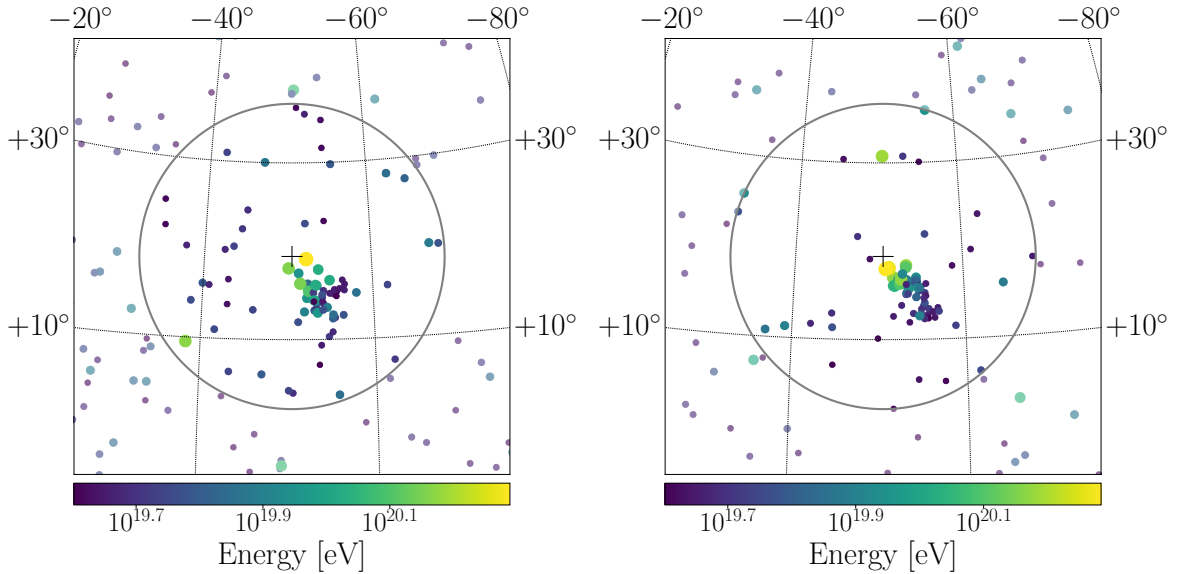 −20° −40° −60° −80° −20° −40° −60° −80°
+30° +30° +30° +30°
+10° +10° +10° +10°
10^19.7 10^19.9 10^20.1 10^19.7 10^19.9 10^20.1
Energy [eV] Energy [eV]